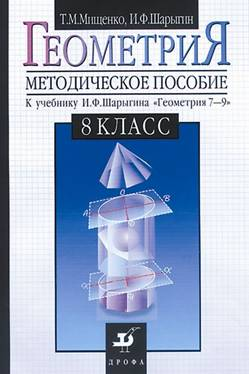 Т.М.Мищенко, И.Ф.Шарыгин
ГЕОМЕТРИЯ
МЕТОДИЧЕСКОЕ ПОСОБИЕ
К учебнику И.Ф.Шарыгина «Геометрия 7—9»
8 КЛАСС
ДРОФА